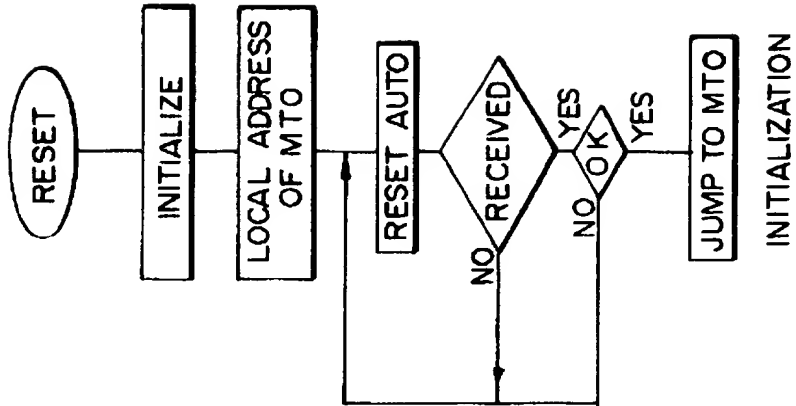 RESET
INITIALIZE
LOCAL ADDRESS
OF MTO
RESET AUTO
RECEIVED
NO
YES
OK
NO
YES
JUMP TO MTO
INITIALIZATION